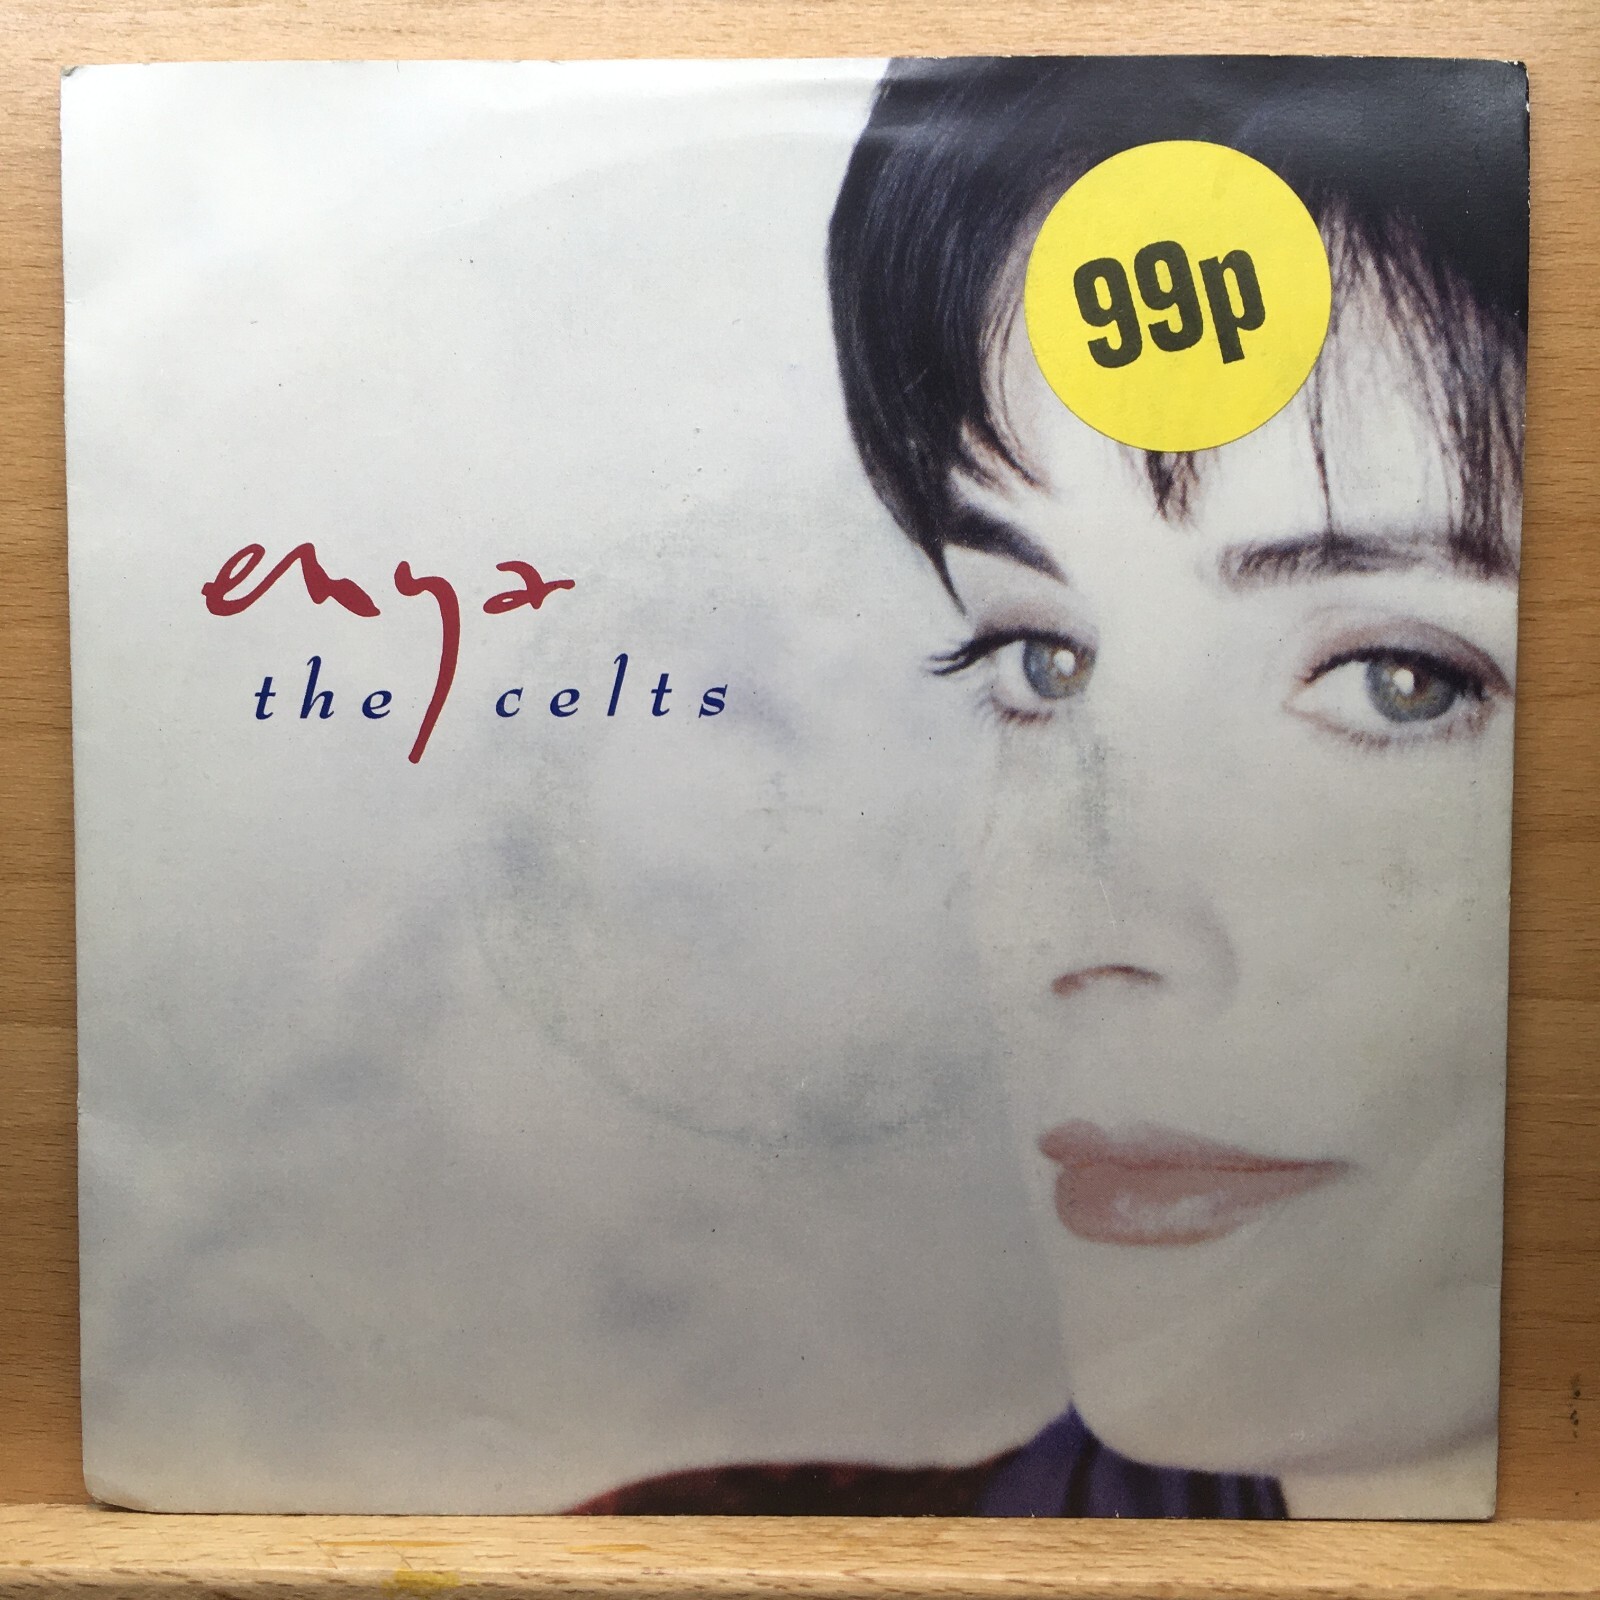 99p
enya
the celts